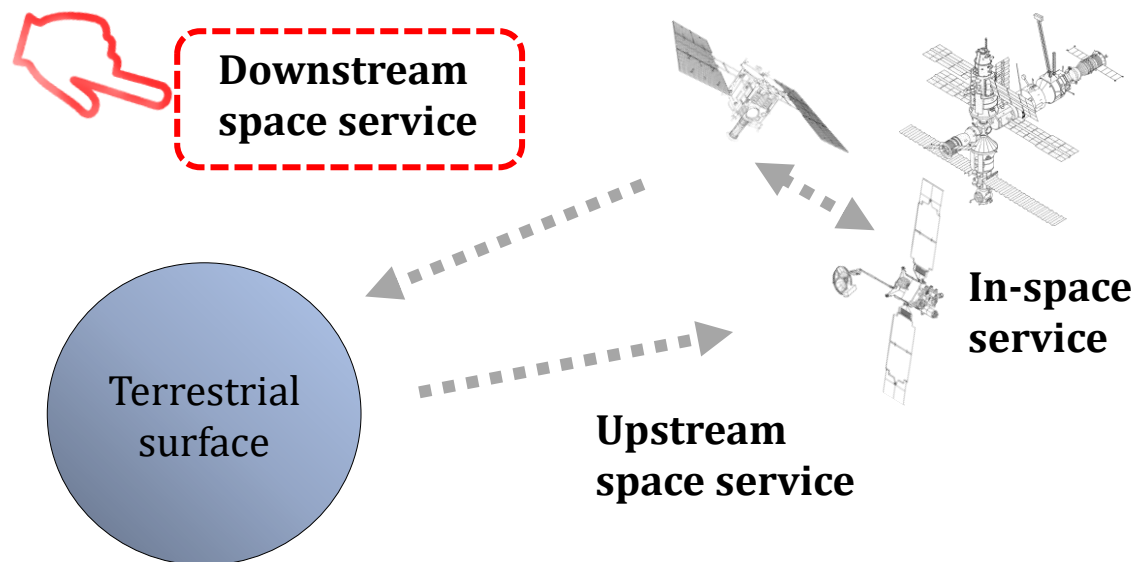 Downstream
space service
In-space
service
Terrestrial
surface
Upstream
space service